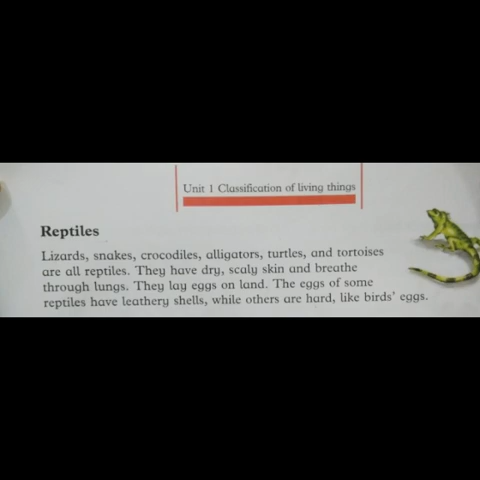 Unit 1 Classification of living things
Reptiles
Lizards, snakes, crocodiles, alligators, turtles, and tortoises
are all reptiles. They have dry, scaly skin and breathe
through lungs. They lay eggs on land. The eggs of some
reptiles have leathery shells, while others are hard, like birds' eggs.